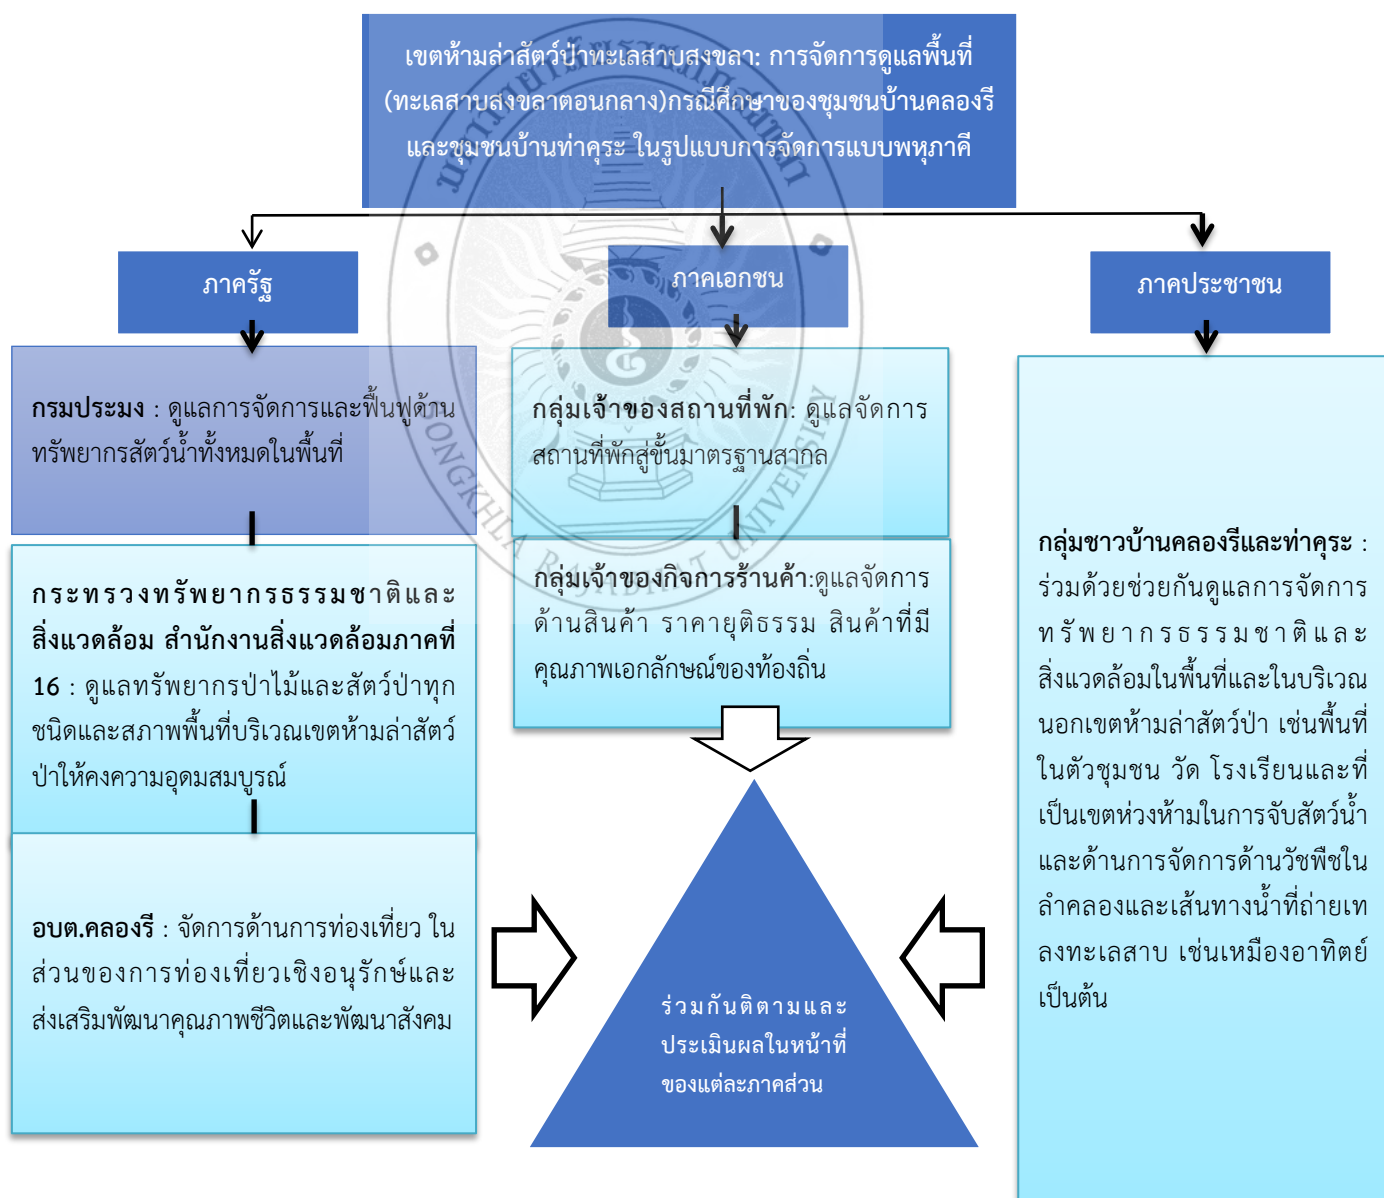 เขตห้ามล่าสัตว์ป่าทะเลสาบสงขลา: การจัดการดูแลพื้นที่
(ทะเลสาบสงขลาตอนกลาง)กรณีศึกษาของชุมชนบ้านคลองรี
และชุมชนบ้านท่าคุระ ในรูปแบบการจัดการแบบพหุภาคี
ภาครัฐ
ภาคเอกชน
ภาคประชาชน
กรมประมง : ดูแลการจัดการและฟื้นฟูด้าน
ทรัพยากรสัตว์น้ำทั้งหมดในพื้นที่
กระทรวงทรัพยากรธรรมชาติและ
สิ่งแวดล้อม สำนักงานสิ่งแวดล้อมภาคที่
16 : ดูแลทรัพยากรป่าไม้และสัตว์ป่าทุก
ชนิดและสภาพพื้นที่บริเวณเขตห้ามล่าสัตว์
ป่าให้คงความอุดมสมบูรณ์
อบต.คลองรี : จัดการด้านการท่องเที่ยว ใน
ส่วนของการท่องเที่ยวเชิงอนุรักษ์และ
ส่งเสริมพัฒนาคุณภาพชีวิตและพัฒนาสังคม
กลุ่มเจ้าของสถานที่พัก: ดูแลจัดการ
สถานที่พักสู่ขั้นมาตรฐานสากล
กลุ่มเจ้าของกิจการร้านค้า:ดูแลจัดการ
ด้านสินค้า ราคายุติธรรม สินค้าที่มี
คุณภาพเอกลักษณ์ของท้องถิ่น
กลุ่มชาวบ้านคลองรีและท่าคุระ :
ร่วมด้วยช่วยกันดูแลการจัดการ
ทรัพยากรธรรมชาติและ
สิ่งแวดล้อมในพื้นที่และในบริเวณ
นอกเขตห้ามล่าสัตว์ป่า เช่นพื้นที่
ในตัวชุมชน วัด โรงเรียนและที่
เป็นเขตห่วงห้ามในการจับสัตว์น้ำ
และด้านการจัดการด้านวัชพืชใน
ลำคลองและเส้นทางน้ำที่ถ่ายเท
ลงทะเลสาบ เช่นเหมืองอาทิตย์
เป็นต้น
ร่วมกันติตามและ
ประเมินผลในหน้าที่
ของแต่ละภาคส่วน
มหาวิทยาลัยราชภัฏสงขลา
SONGKHLA RAJABHAT UNIVERSITY